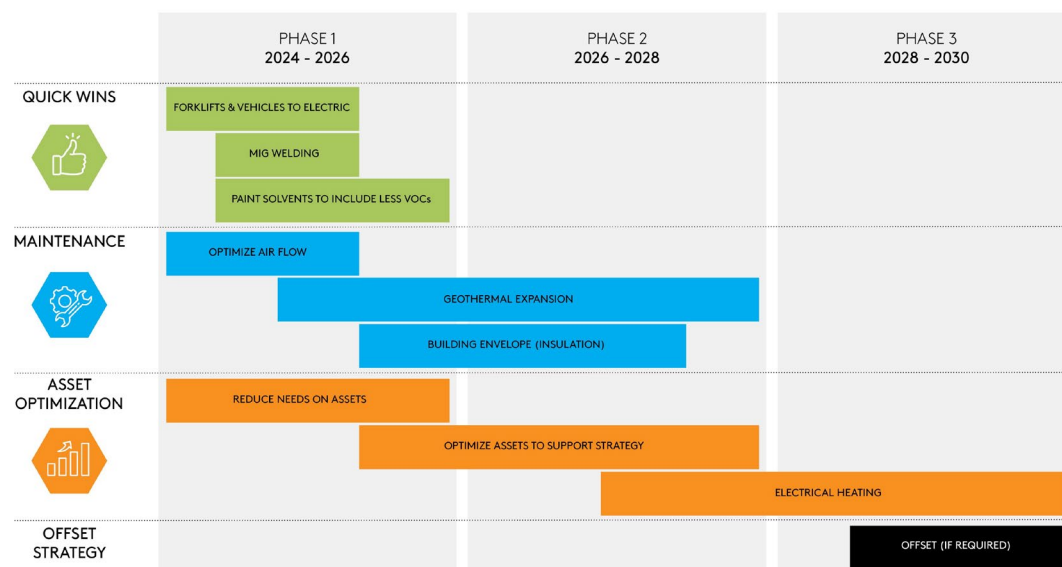 PHASE 1
2024 - 2026
PHASE 2
2026 - 2028
PHASE 3
2028 - 2030
QUICK WINS
FORKLIFTS & VEHICLES TO ELECTRIC
MIG WELDING
PAINT SOLVENTS TO INCLUDE LESS VOCs
MAINTENANCE
OPTIMIZE AIR FLOW
GEOTHERMAL EXPANSION
BUILDING ENVELOPE (INSULATION)
ASSET
OPTIMIZATION
REDUCE NEEDS ON ASSETS
OPTIMIZE ASSETS TO SUPPORT STRATEGY
ELECTRICAL HEATING
OFFSET
STRATEGY
OFFSET (IF REQUIRED)